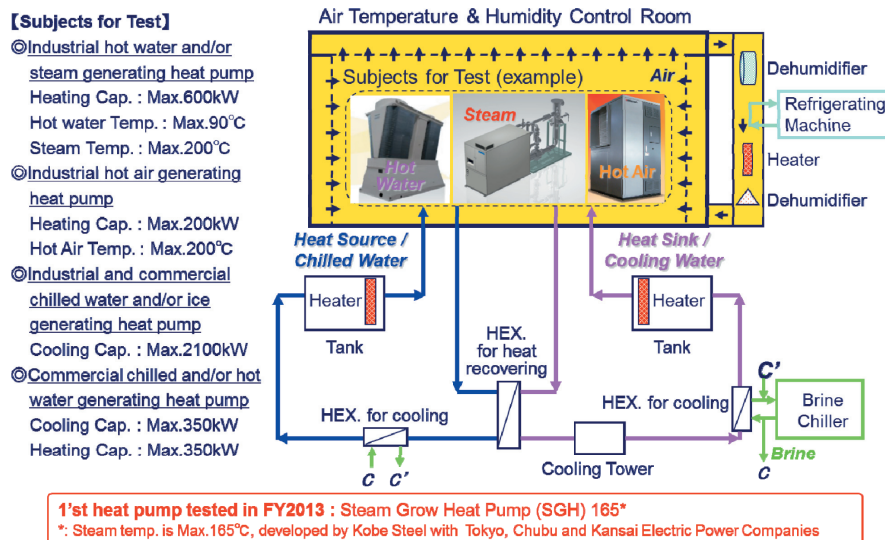 【Subjects for Test】
◎Industrial hot water and/or
steam generating heat pump
Heating Cap. : Max.600kW
Hot water Temp. : Max.90℃
Steam Temp. : Max.200℃
◎Industrial hot air generating
heat pump
Heating Cap. : Max.200kW
Hot Air Temp. : Max.200℃
◎Industrial and commercial
chilled water and/or ice
generating heat pump
Cooling Cap. : Max.2100kW
◎Commercial chilled and/or hot
water generating heat pump
Cooling Cap. : Max.350kW
Heating Cap. : Max.350kW
Air Temperature & Humidity Control Room
Subjects for Test (example)
Air
Hot
Water
Steam
Hot Air
Dehumidifier
Refrigerating
Machine
Heater
Dehumidifier
Heat Source /
Chilled Water
Heat Sink /
Cooling Water
Heater
Tank
Heater
Tank
HEX.
for heat
recovering
HEX. for cooling
C
C'
Cooling Tower
HEX. for cooling
C'
Brine
Chiller
Brine
C
1'st heat pump tested in FY2013 : Steam Grow Heat Pump (SGH) 165*
*: Steam temp. is Max.165℃, developed by Kobe Steel with Tokyo, Chubu and Kansai Electric Power Companies